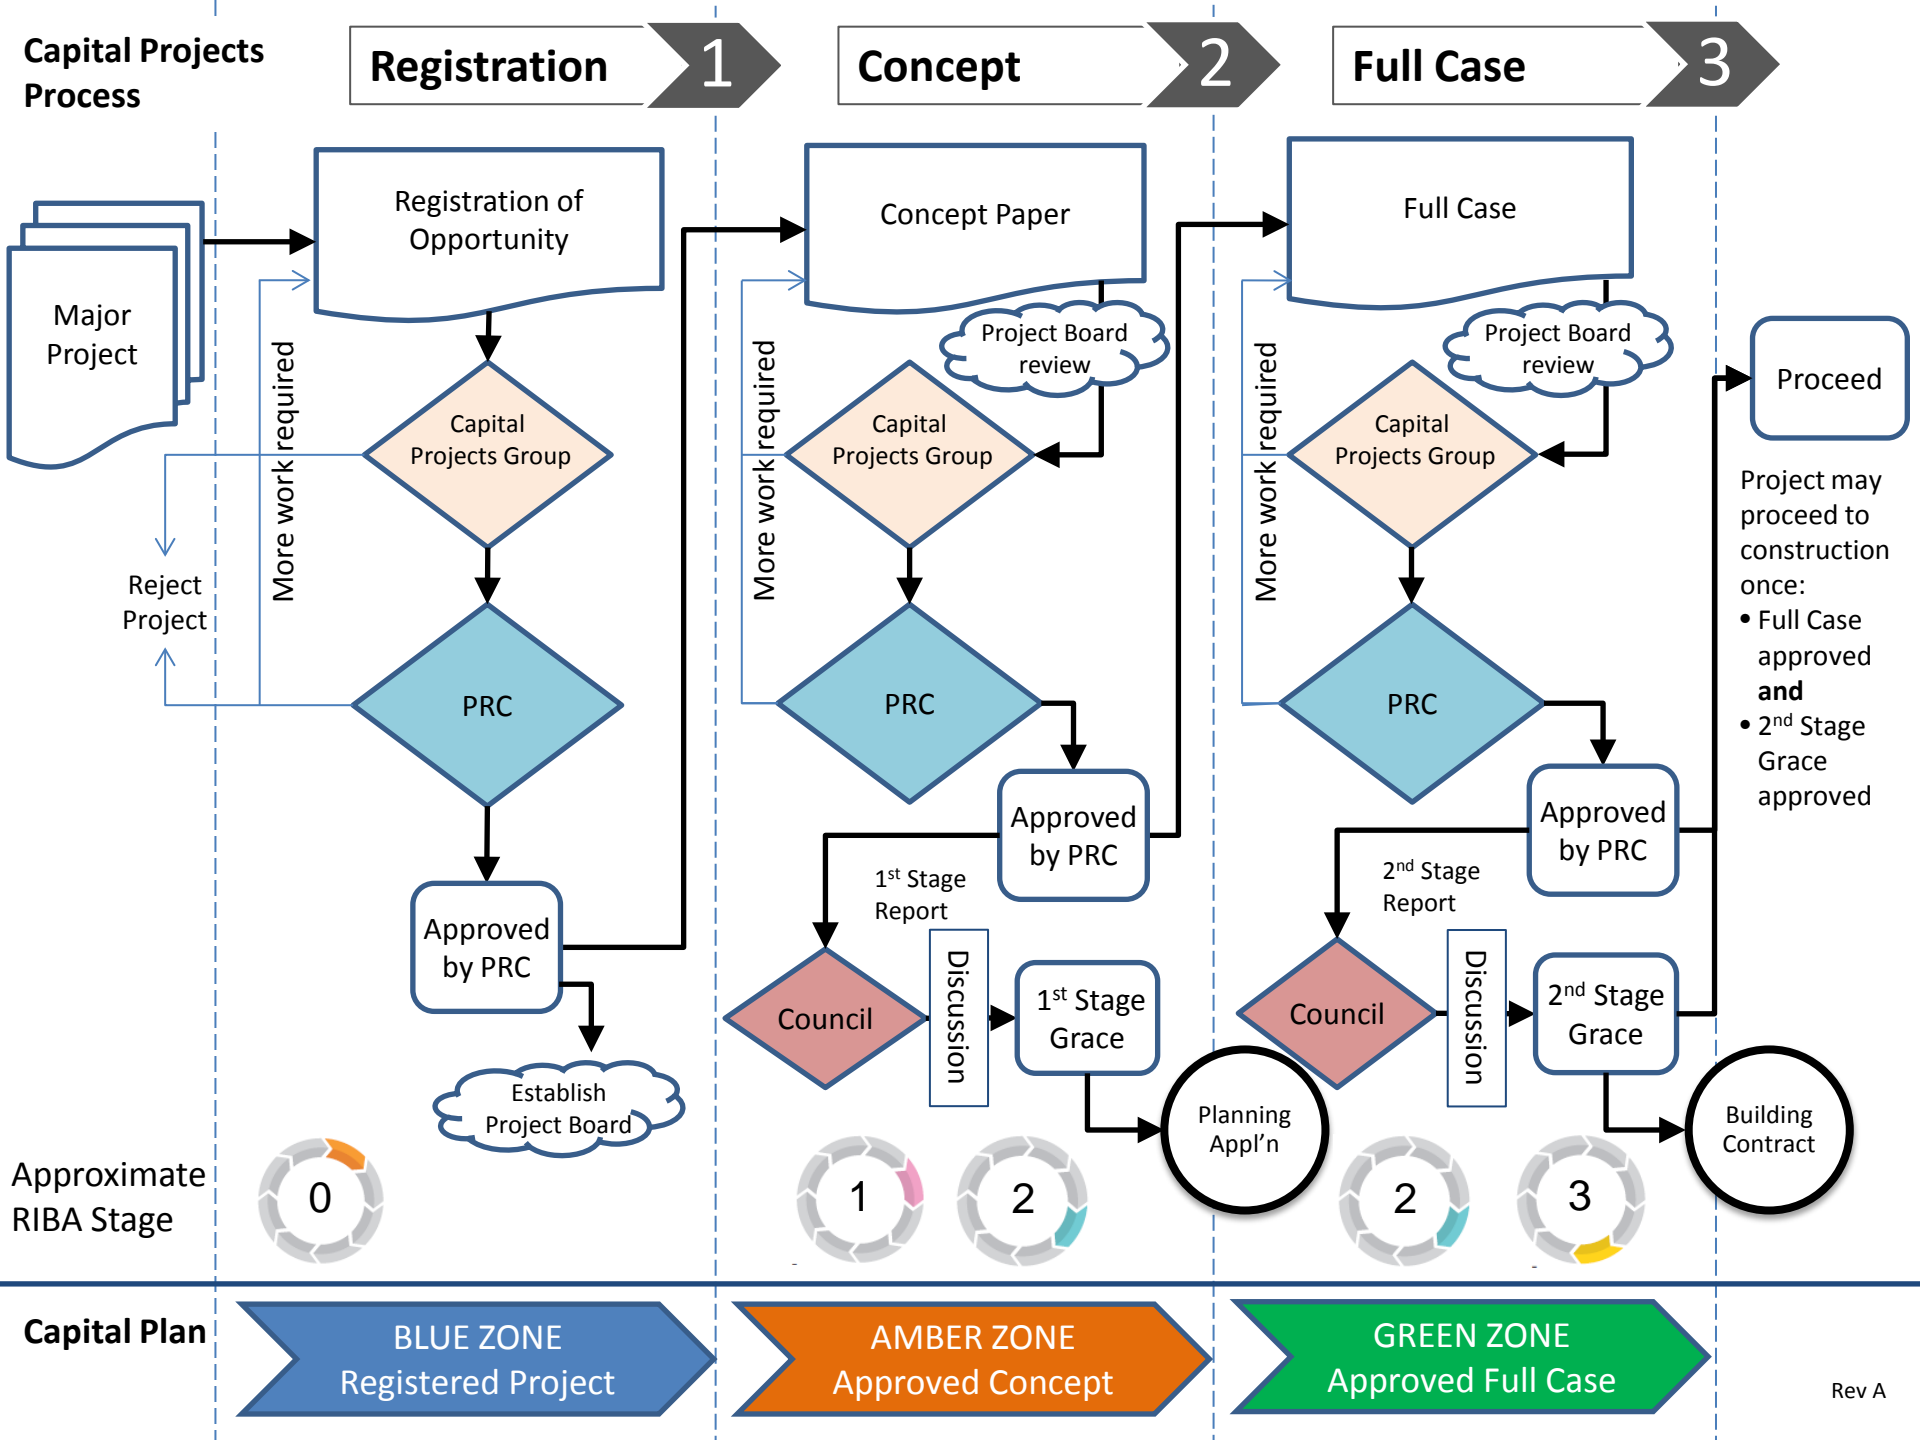 Capital Projects
Process
Registration
1
Concept
2
Full Case
3
Major
Project
Registration of
Opportunity
More work required
Capital
Projects Group
Reject
Project
PRC
Approved
by PRC
Establish
Project Board
Concept Paper
Project Board
review
More work required
Capital
Projects Group
PRC
Approved
by PRC
1st Stage
Report
Council
Discussion
1st Stage
Grace
Planning
Appl’n
Full Case
Project Board
review
More work required
Capital
Projects Group
PRC
Approved
by PRC
2nd Stage
Report
Council
Discussion
2nd Stage
Grace
Building
Contract
Proceed
Project may
proceed to
construction
once:
• Full Case
approved
and
• 2nd Stage
Grace
approved
Approximate
RIBA Stage
0
1
2
2
3
Capital Plan
BLUE ZONE
Registered Project
AMBER ZONE
Approved Concept
GREEN ZONE
Approved Full Case
Rev A